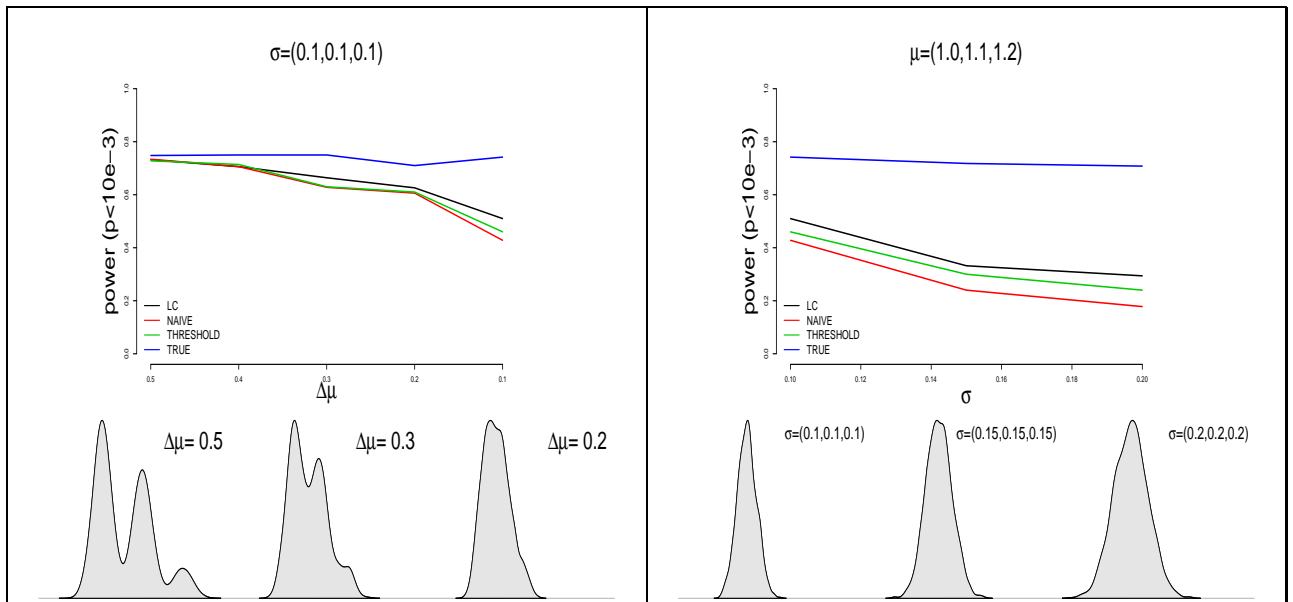 σ=(0.1,0.1,0.1)
power (p<10e−3)
1.0
0.8
0.6
0.4
0.2
0.0
LC
NAIVE
THRESHOLD
TRUE
0.5 0.4 0.3 0.2 0.1
Δμ
Δμ= 0.5
Δμ= 0.3
Δμ= 0.2
μ=(1.0,1.1,1.2)
power (p<10e−3)
1.0
0.8
0.6
0.4
0.2
0.0
LC
NAIVE
THRESHOLD
TRUE
0.10 0.12 0.14 0.16 0.18 0.20
σ
σ=(0.1,0.1,0.1)
σ=(0.15,0.15,0.15)
σ=(0.2,0.2,0.2)